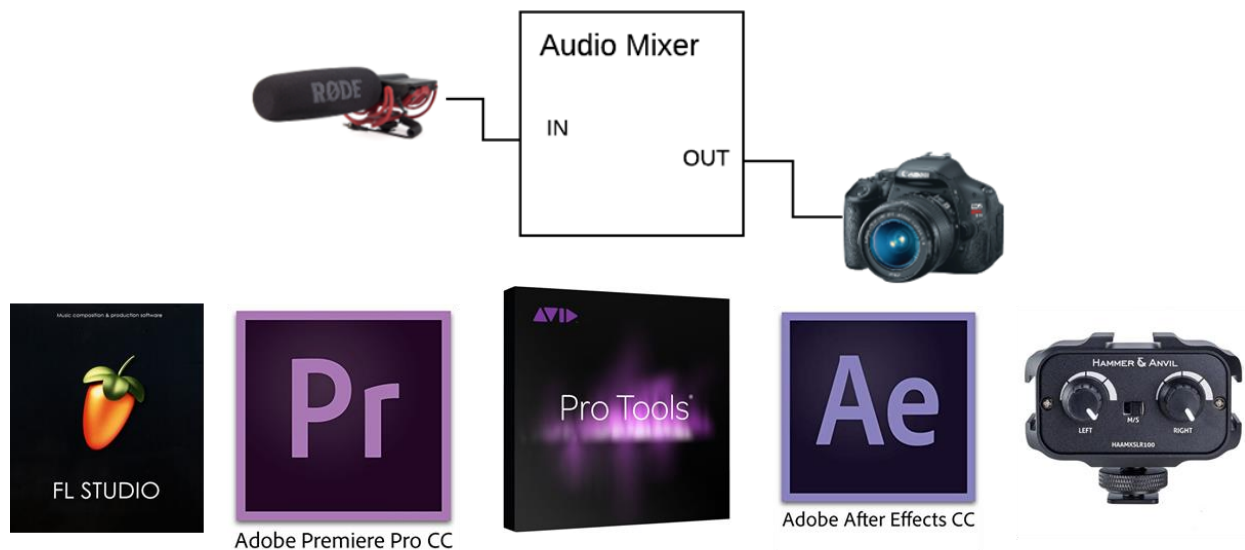 Audio Mixer
RØDE
IN
OUT
Canon
EOS
Music composition & production software
FL STUDIO
Pr
Adobe Premiere Pro CC
AVID
Pro Tools®
Ae
Adobe After Effects CC
HAMMER & ANVIL
LEFT
M/S
RIGHT
HAAMXSLR100